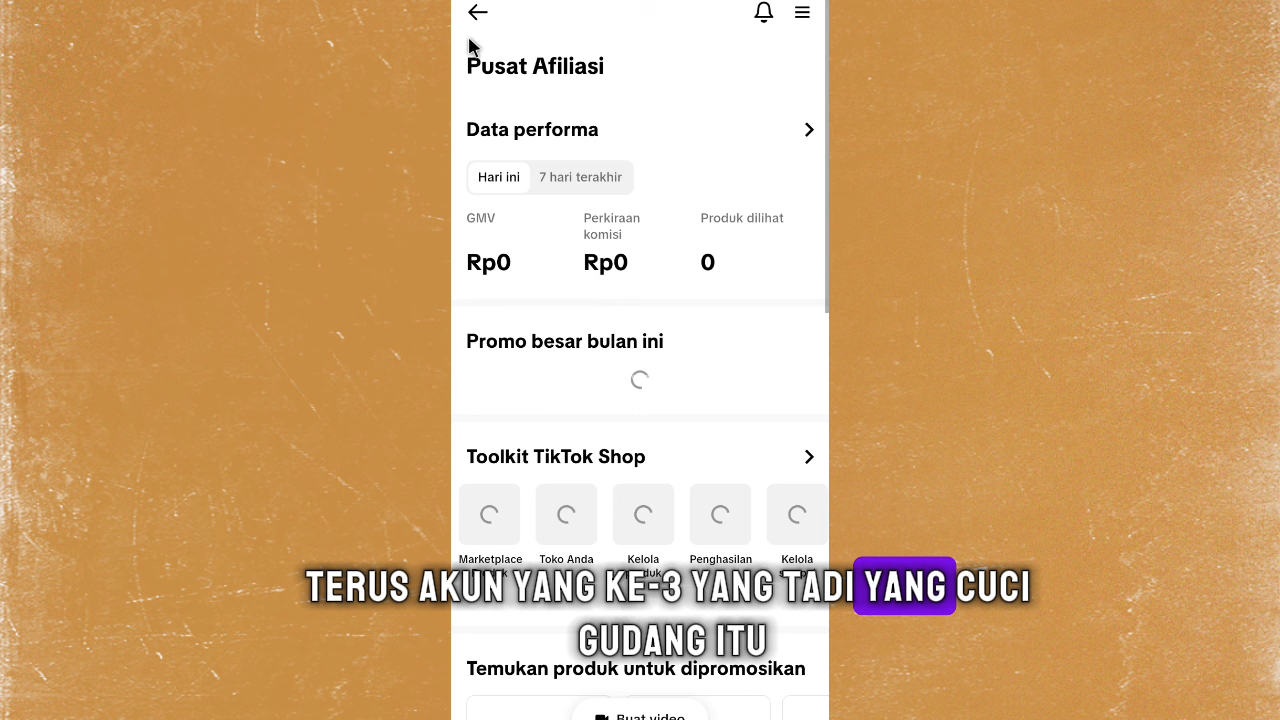 Pusat Afiliasi
Data performa
Hari ini 7 hari terakhir
GMV Perkiraan komisi Produk dilihat
Rp0 Rp0 0
Promo besar bulan ini
Toolkit TikTok Shop
Marketplace Toko Anda Kelola Penghasilan Kelola
TERUS AKUN YANG KE-3 YANG TADI YANG CUCI
GUDANG ITU
Temukan produk untuk dipromosikan
Buat video